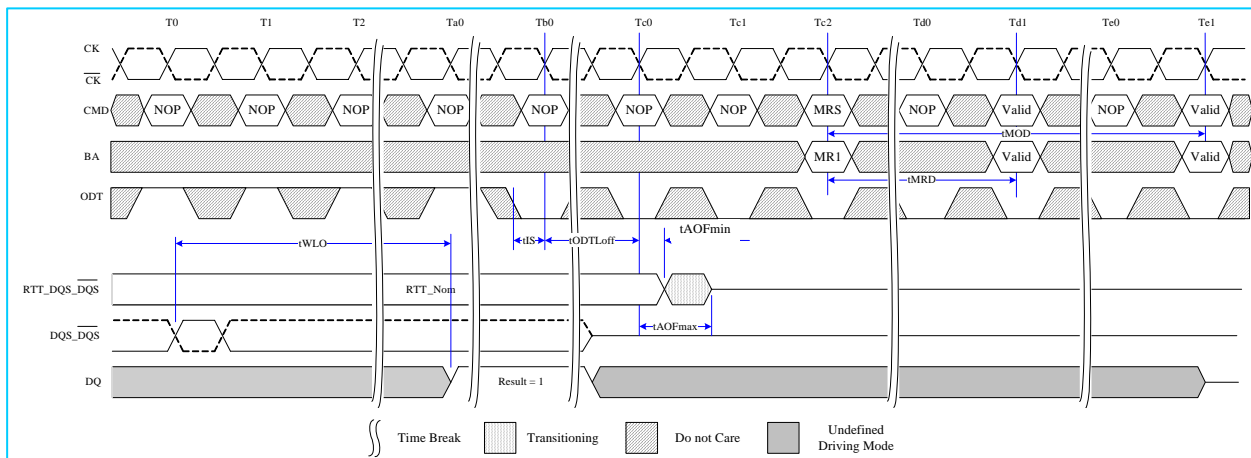 T0 T1 T2 Ta0 Tb0 Tc0 Tc1 Tc2 Td0 Td1 Te0 Te1
CK
CK
CMD NOP NOP NOP NOP NOP NOP NOP MRS NOP Valid NOP Valid
tMOD
BA MR1 Valid Valid
tMRD
ODT
tAOFmin
tWLO tIS tODTLoff
RTT_DQS_DQS RTT_Nom
tAOFmax
DQS_DQS
DQ Result = 1
Time Break Transitioning Do not Care Undefined
Driving Mode